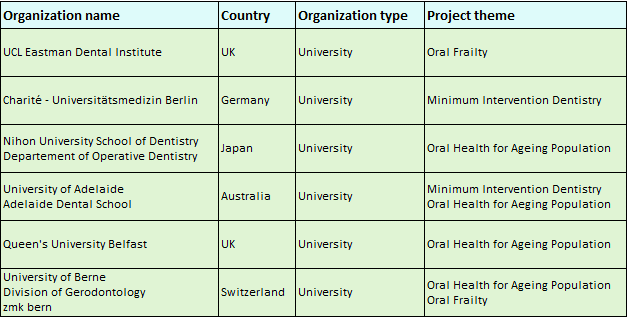 Organization name Country Organization type Project theme
UCL Eastman Dental Institute UK University Oral Frailty
Charité - Universitätsmedizin Berlin Germany University Minimum Intervention Dentistry
Nihon University School of Dentistry
Departement of Operative Dentistry Japan University Oral Health for Ageing Population
University of Adelaide
Adelaide Dental School Australia University Minimum Intervention Dentistry
Oral Health for Aeging Population
Queen's University Belfast UK University Oral Health for Ageing Population
University of Berne
Division of Gerodontology
zmk bern Switzerland University Oral Health for Ageing Population
Oral Frailty